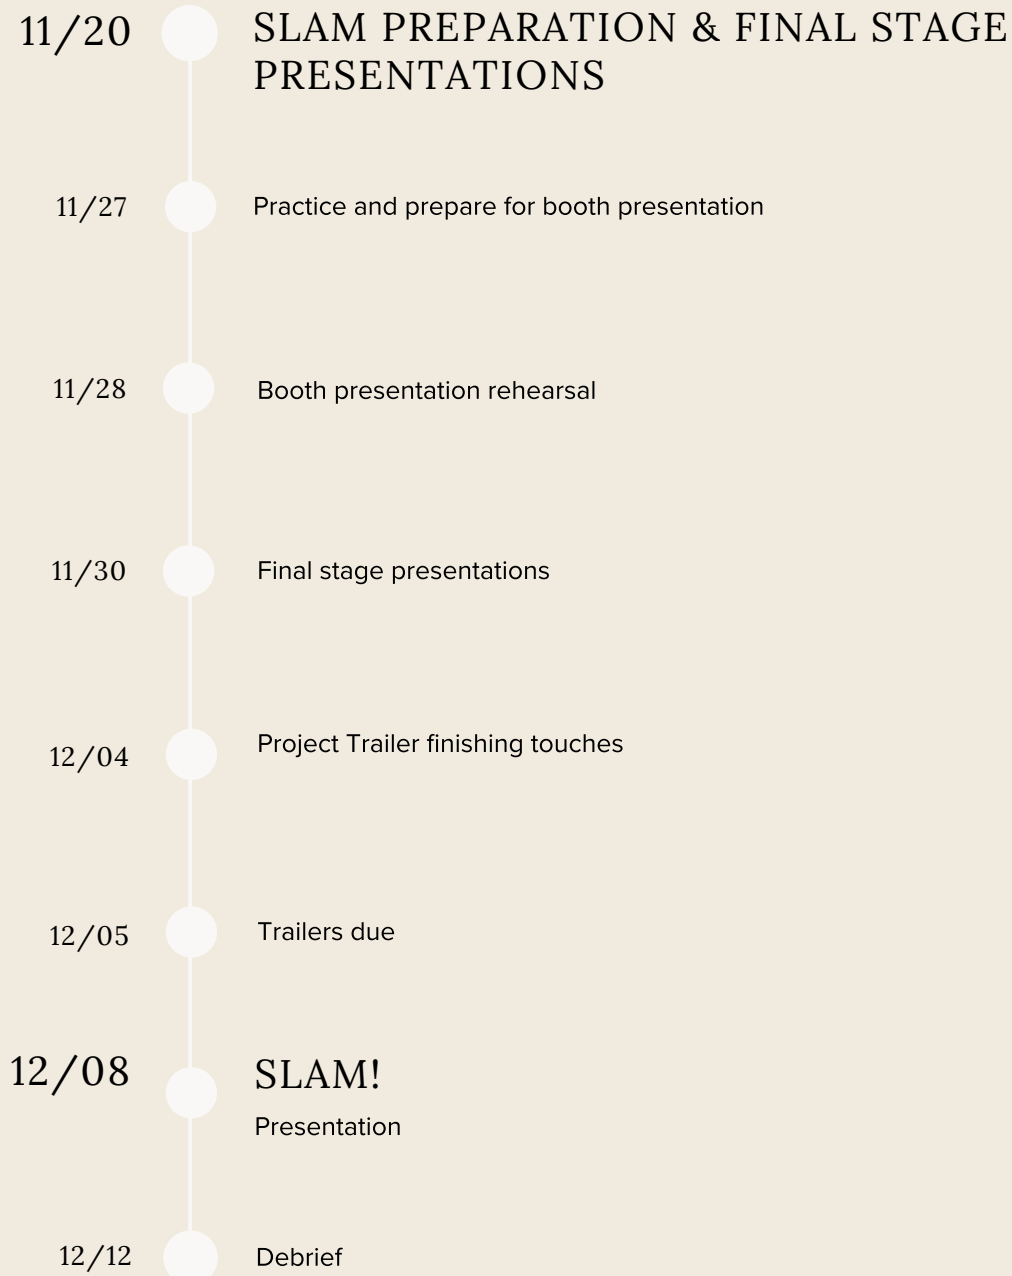 11/20
SLAM PREPARATION & FINAL STAGE
PRESENTATIONS
11/27
Practice and prepare for booth presentation
11/28
Booth presentation rehearsal
11/30
Final stage presentations
12/04
Project Trailer finishing touches
12/05
Trailers due
12/08
SLAM!
Presentation
12/12
Debrief